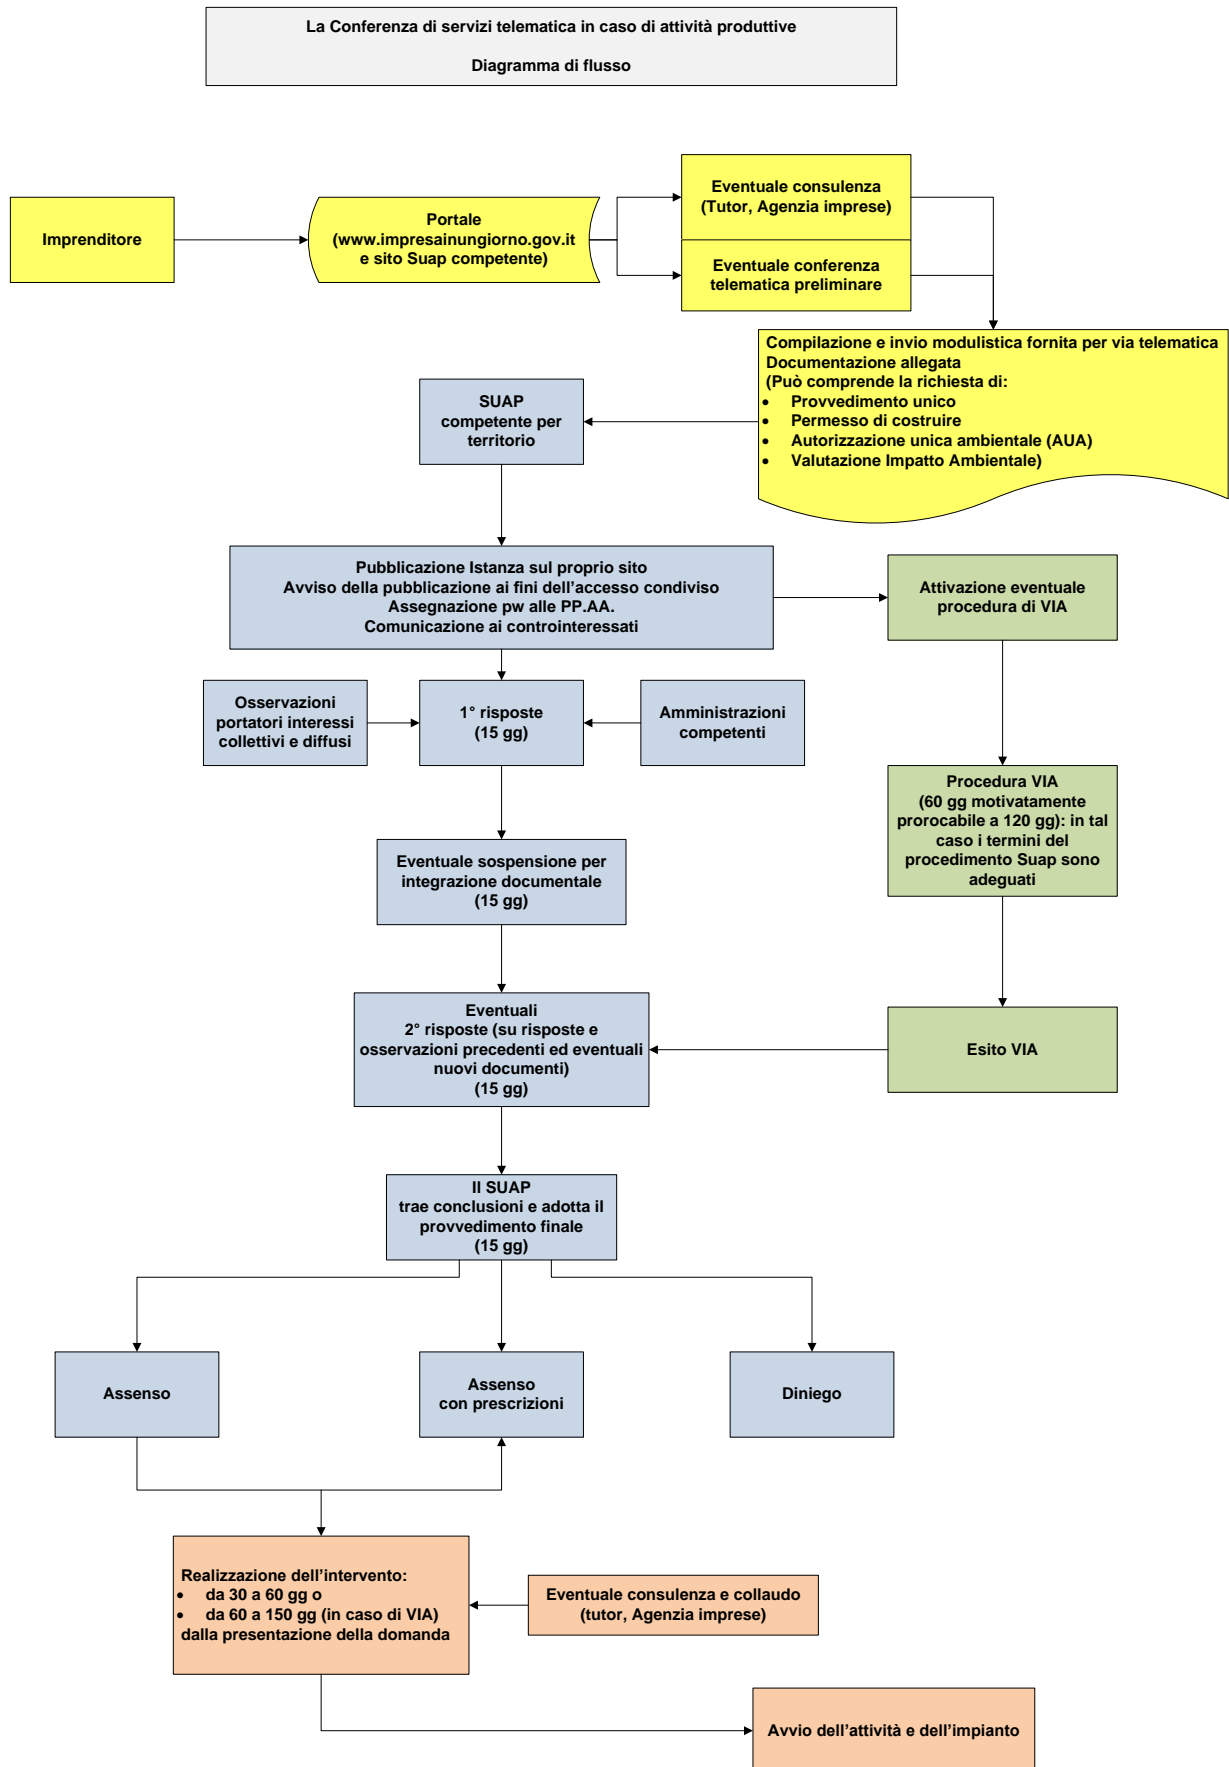 La Conferenza di servizi telematica in caso di attività produttive
Diagramma di flusso
Imprenditore
Portale
(www.impresainungiorno.gov.it
e sito Suap competente)
Eventuale consulenza
(Tutor, Agenzia imprese)
Eventuale conferenza
telematica preliminare
Compilazione e invio modulistica fornita per via telematica
Documentazione allegata
(Può comprende la richiesta di:
• Provvedimento unico
• Permesso di costruire
• Autorizzazione unica ambientale (AUA)
• Valutazione Impatto Ambientale)
SUAP
competente per
territorio
Pubblicazione Istanza sul proprio sito
Avviso della pubblicazione ai fini dell'accesso condiviso
Assegnazione pw alle PP.AA.
Comunicazione ai controinteressati
Attivazione eventuale
procedura di VIA
Osservazioni
portatori interessi
collettivi e diffusi
1° risposte
(15 gg)
Amministrazioni
competenti
Procedura VIA
(60 gg motivatamente
prorocabile a 120 gg): in tal
caso i termini del
procedimento Suap sono
adeguati
Eventuale sospensione per
integrazione documentale
(15 gg)
Eventuali
2° risposte (su risposte e
osservazioni precedenti ed eventuali
nuovi documenti)
(15 gg)
Esito VIA
Il SUAP
trae conclusioni e adotta il
provvedimento finale
(15 gg)
Assenso
Assenso
con prescrizioni
Diniego
Realizzazione dell'intervento:
• da 30 a 60 gg o
• da 60 a 150 gg (in caso di VIA)
dalla presentazione della domanda
Eventuale consulenza e collaudo
(tutor, Agenzia imprese)
Avvio dell'attività e dell'impianto